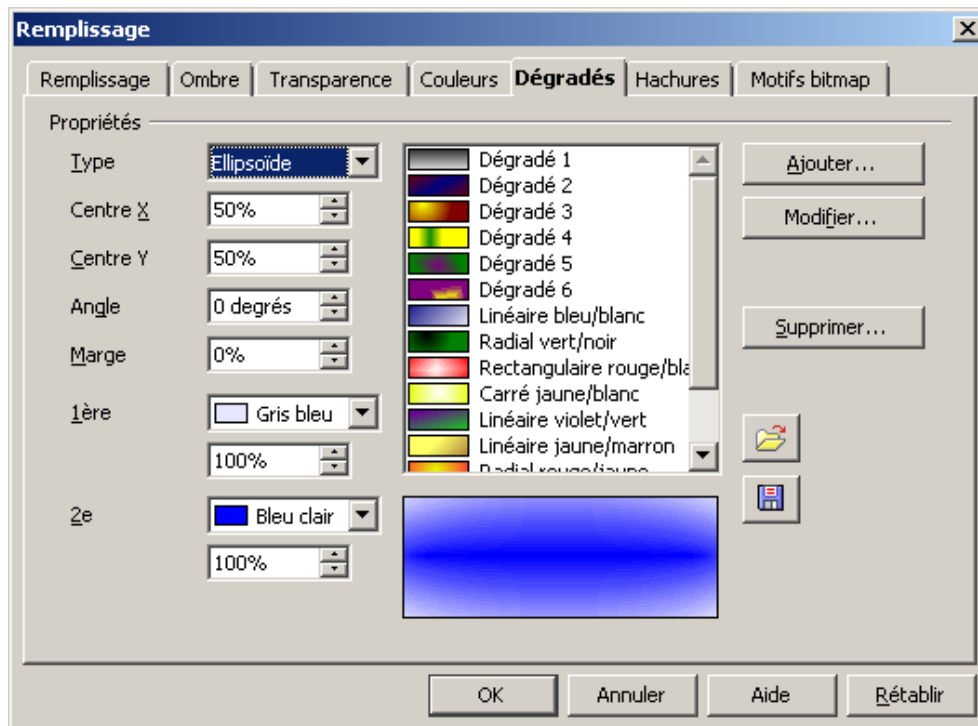 Remplissage
Remplissage Ombre Transparence Couleurs Dégradés Hachures Motifs bitmap
Propriétés
Type Ellipsoïde
Centre X 50%
Centre Y 50%
Angle 0 degrés
Marge 0%
1ère Gris bleu
100%
2e Bleu clair
100%
Dégradé 1
Dégradé 2
Dégradé 3
Dégradé 4
Dégradé 5
Dégradé 6
Linéaire bleu/blanc
Radial vert/noir
Rectangulaire rouge/bla
Carré jaune/blanc
Linéaire violet/vert
Linéaire jaune/marron
Radial rouge/jaune
Ajouter...
Modifier...
Supprimer...
OK Annuler Aide Rétablir